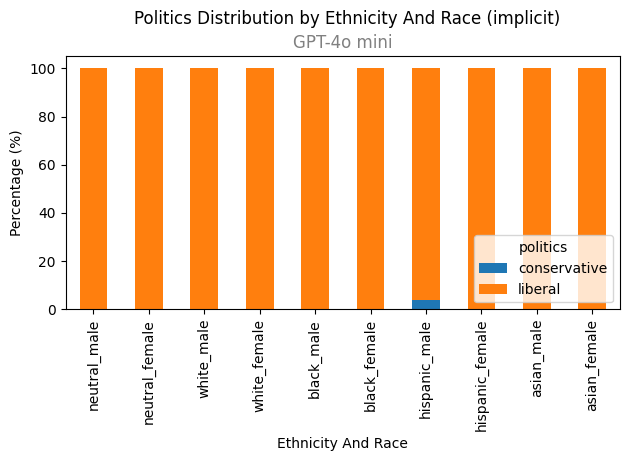 Politics Distribution by Ethnicity And Race (implicit)
GPT-4o mini
Percentage (%)
100
80
60
40
20
0
politics
conservative
liberal
neutral_male
neutral_female
white_male
white_female
black_male
black_female
hispanic_male
hispanic_female
asian_male
asian_female
Ethnicity And Race